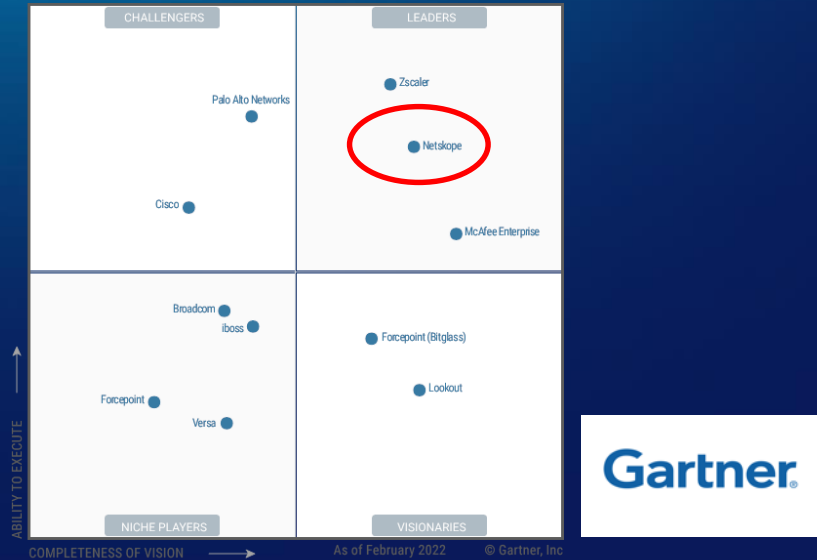 CHALLENGERS
LEADERS
Zscaler
Palo Alto Networks
Netskope
Cisco
McAfee Enterprise
Broadcom
iboss
Forcepoint (Bitglass)
Lookout
Forcepoint
Versa
ABILITY TO EXECUTE
Gartner®
NICHE PLAYERS
VISIONARIES
COMPLETENESS OF VISION
As of February 2022
© Gartner, Inc